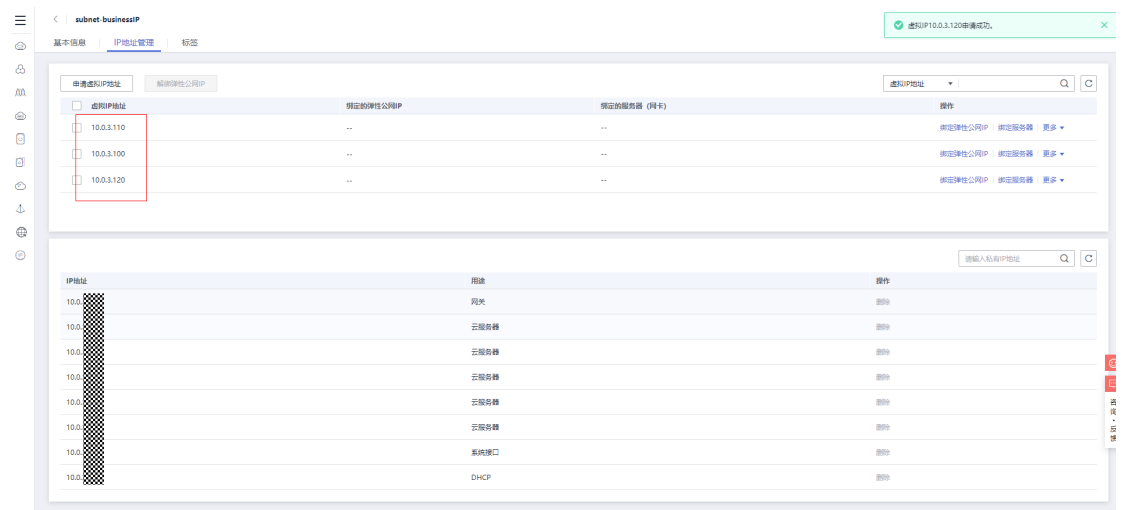 subnet-businessIP
虚拟IP10.0.3.120申请成功。
基本信息 IP地址管理 标签
申请虚拟IP地址 解绑弹性公网IP 虚拟IP地址
虚拟IP地址 绑定的弹性公网IP 绑定的服务器（网卡） 操作
10.0.3.110 -- -- 绑定弹性公网IP 绑定服务器 更多
10.0.3.100 -- -- 绑定弹性公网IP 绑定服务器 更多
10.0.3.120 -- -- 绑定弹性公网IP 绑定服务器 更多
请输入私有IP地址
IP地址 用途 操作
10.0. 网关 删除
10.0. 云服务器 删除
10.0. 云服务器 删除
10.0. 云服务器 删除
10.0. 云服务器 删除
10.0. 云服务器 删除
10.0. 系统接口 删除
10.0. DHCP 删除
咨询·反馈